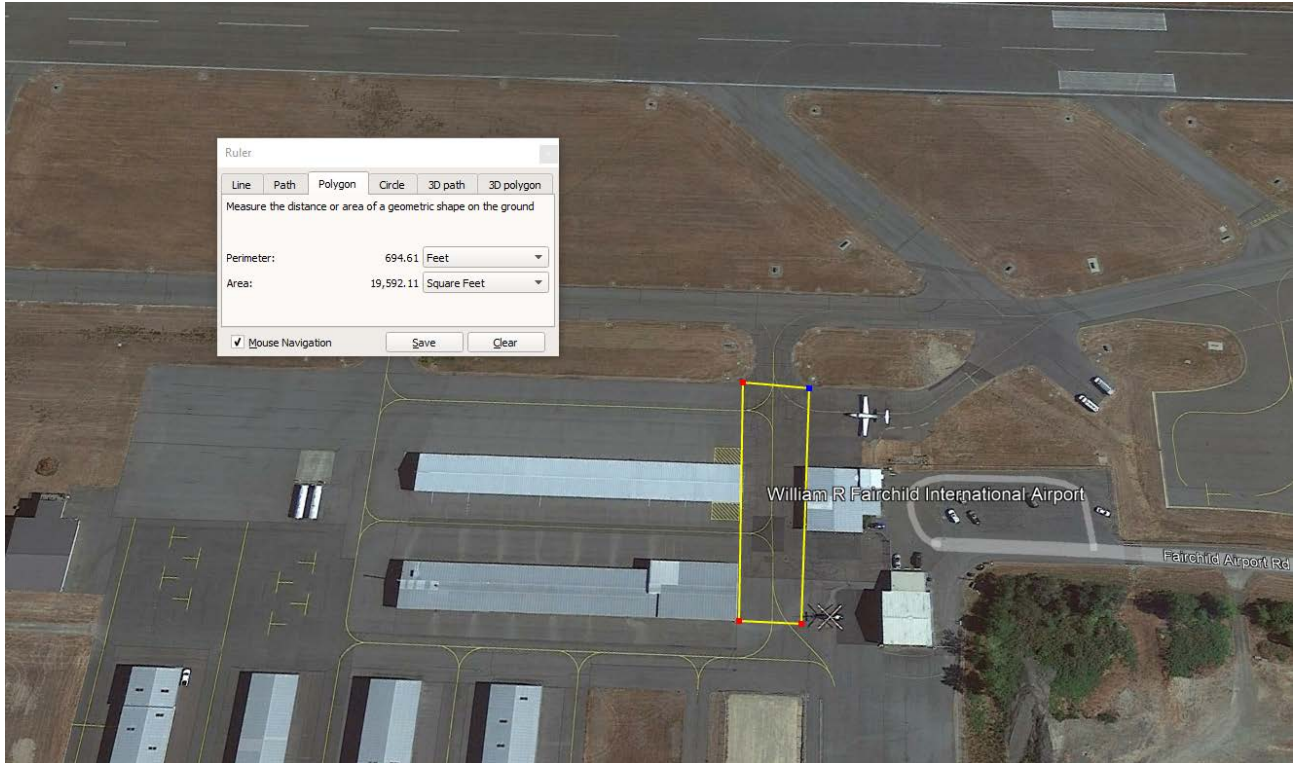 Ruler
Line Path Polygon Circle 3D path 3D polygon
Measure the distance or area of a geometric shape on the ground
Perimeter: 694.61 Feet
Area: 19,592.11 Square Feet
Mouse Navigation Save Clear
William R Fairchild International Airport
Fairchild Airport Rd